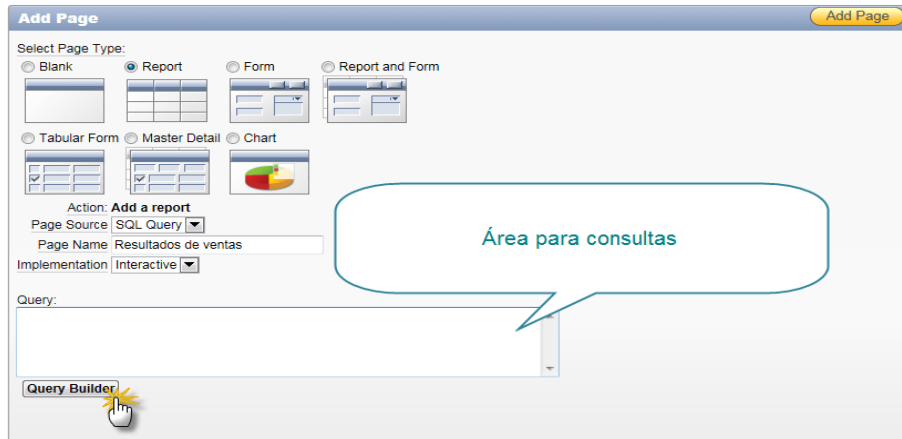 Add Page
Add Page
Select Page Type:
Blank Report Form Report and Form
Tabular Form Master Detail Chart
Action: Add a report
Page Source SQL Query
Page Name Resultados de ventas
Implementation Interactive
Área para consultas
Query:
Query Builder